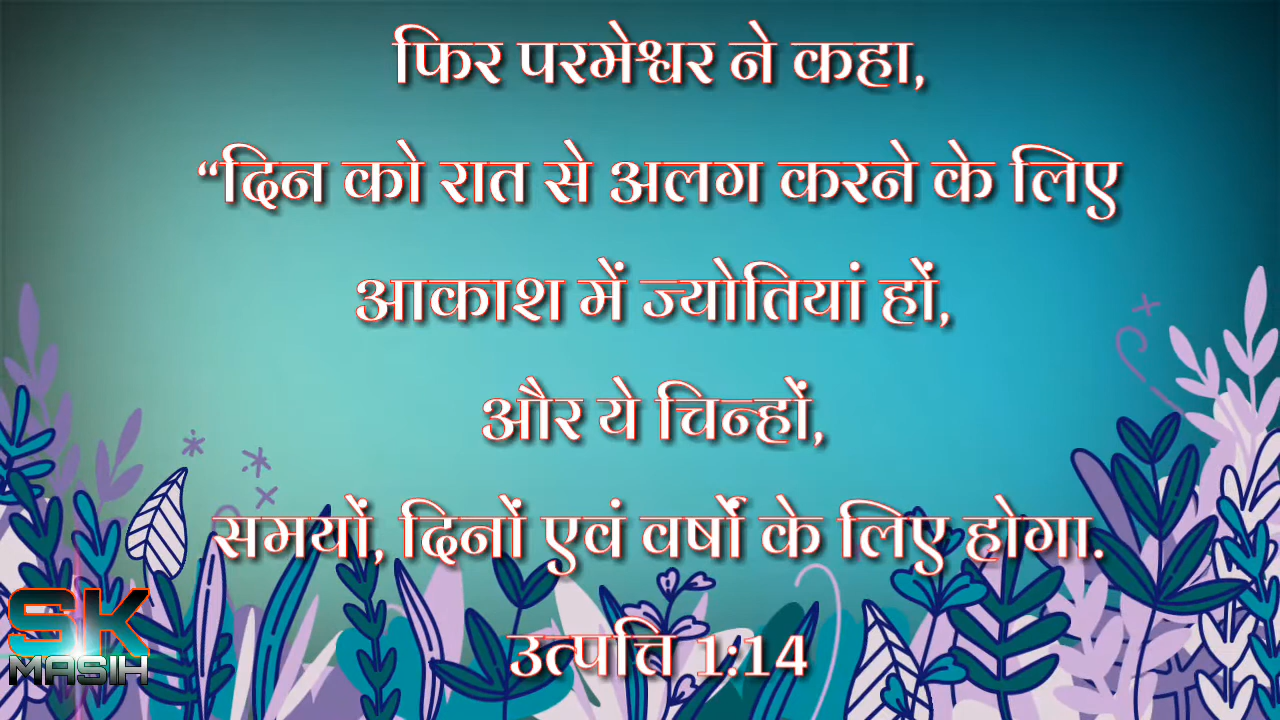 फिर परमेश्वर ने कहा,
“दिन को रात से अलग करने के लिए
आकाश में ज्योतियां हों,
और ये चिन्हों,
समयों, दिनों एवं वर्षों के लिए होगा.
उत्पत्ति 1:14
SK
MASIH